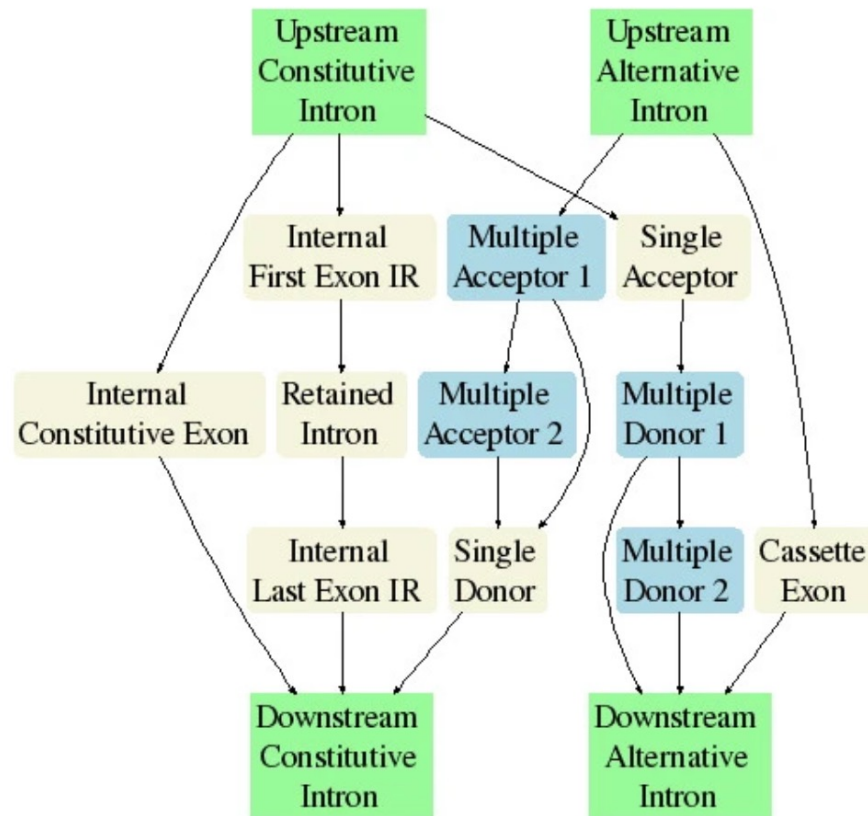 Upstream
Constitutive
Intron
Upstream
Alternative
Intron
Internal
First Exon IR
Multiple
Acceptor 1
Single
Acceptor
Internal
Constitutive Exon
Retained
Intron
Multiple
Acceptor 2
Multiple
Donor 1
Internal
Last Exon IR
Single
Donor
Multiple
Donor 2
Cassette
Exon
Downstream
Constitutive
Intron
Downstream
Alternative
Intron